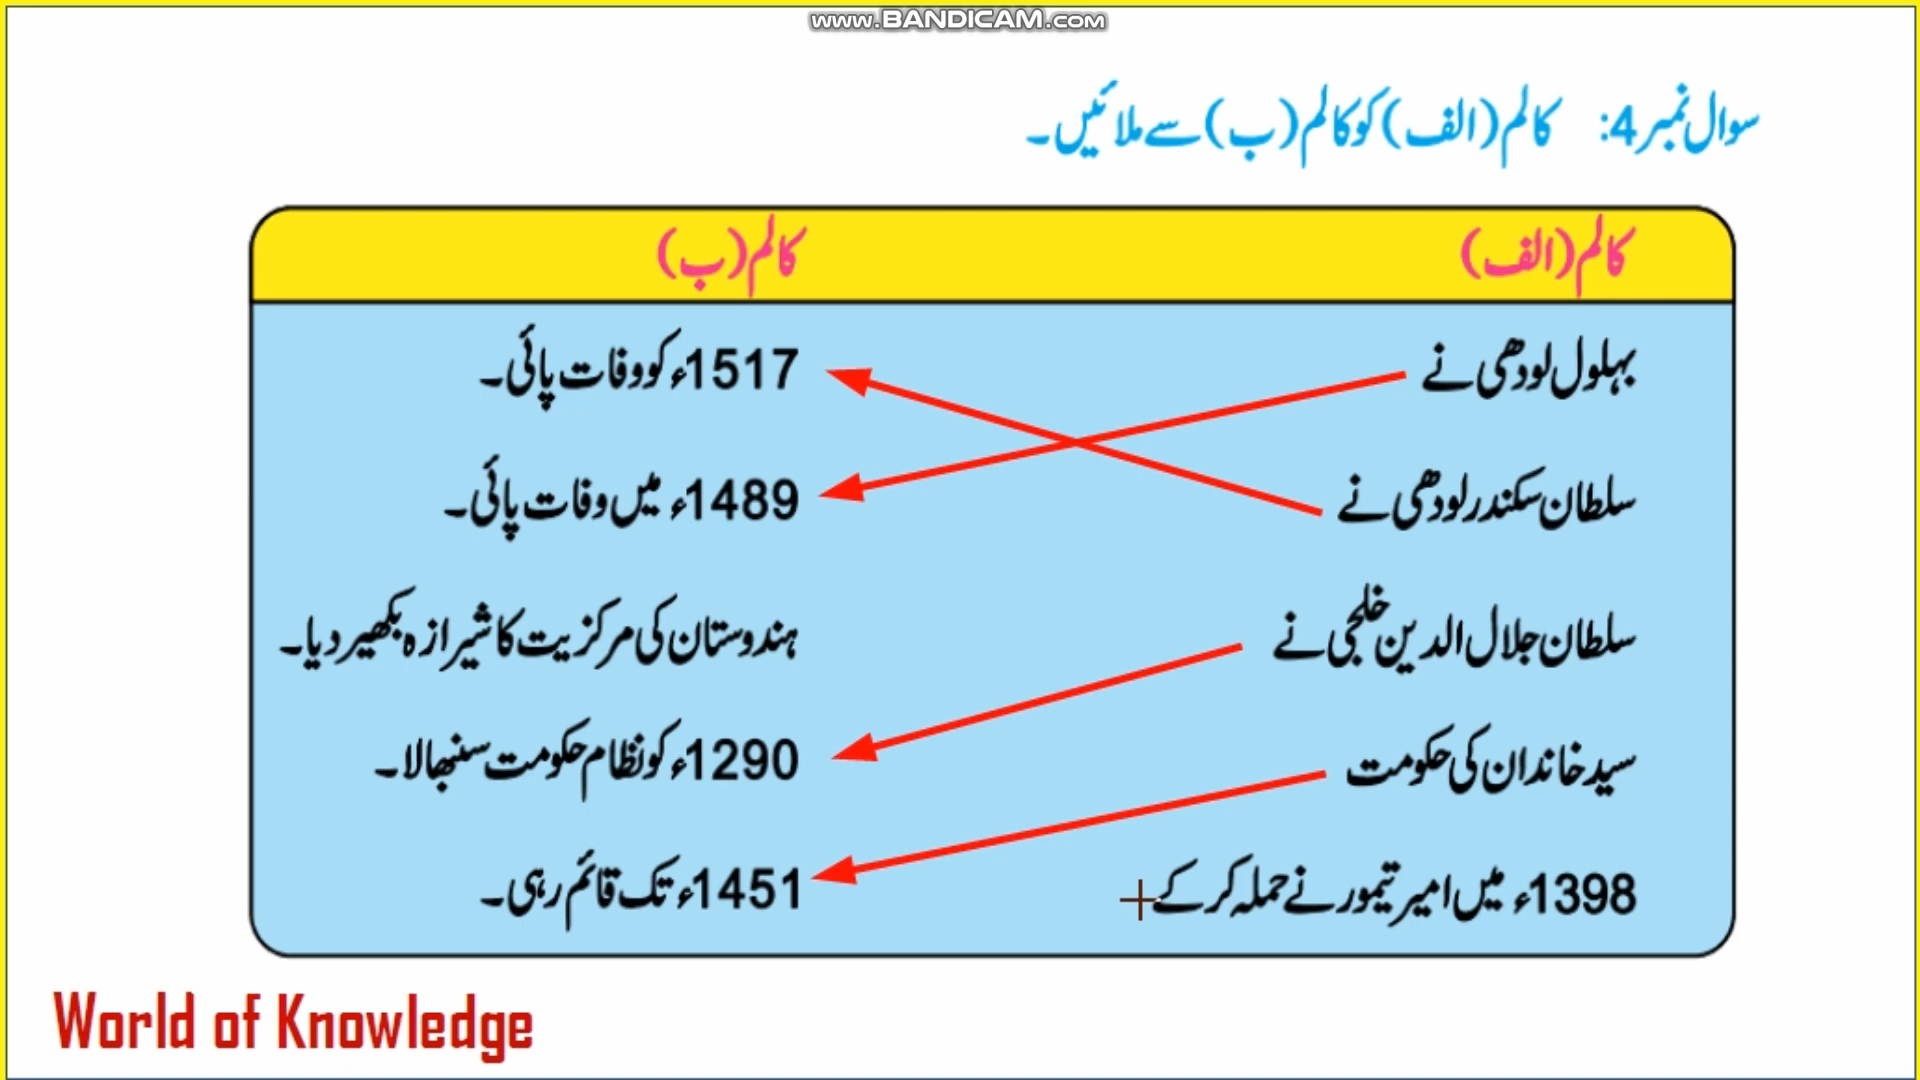 www.BANDICAM.com
سوال نمبر 4: کالم (الف) کو کالم (ب) سے ملائیں۔
کالم (الف) کالم (ب)
بہلول لودھی نے 1517ء کو وفات پائی۔
سلطان سکندر لودھی نے 1489ء میں وفات پائی۔
سلطان جلال الدین خلجی نے ہندوستان کی مرکزیت کا شیرازہ بکھیر دیا۔
سید خاندان کی حکومت 1290ء کو نظام حکومت سنبھالا۔
1398ء میں امیر تیمور نے حملہ کر کے 1451ء تک قائم رہی۔
World of Knowledge